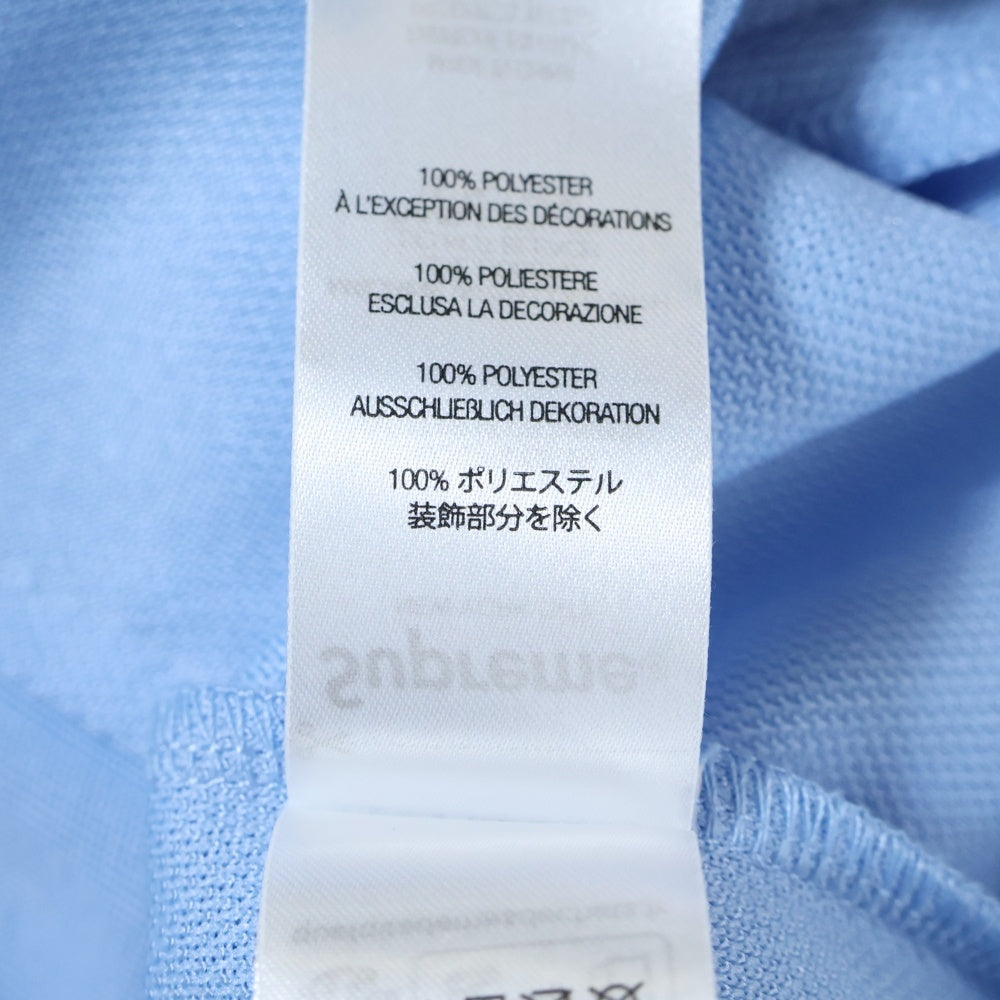 100% POLYESTER
À L'EXCEPTION DES DÉCORATIONS
100% POLIESTERE
ESCLUSA LA DECORAZIONE
100% POLYESTER
AUSSCHLIEßLICH DEKORATION
100% ポリエステル
装飾部分を除く
Supreme